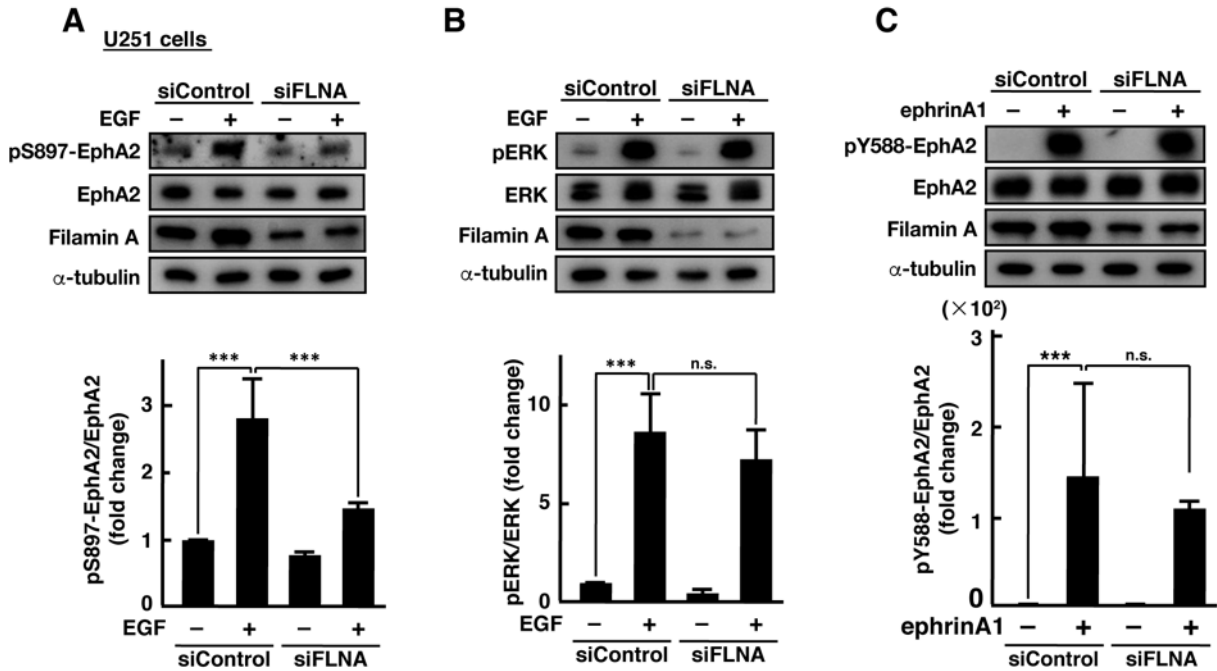 A
U251 cells
siControl siFLNA
EGF − + − +
pS897-EphA2
EphA2
Filamin A
α-tubulin
pS897-EphA2/EphA2
(fold change)
3
2
1
0
*** ***
EGF − + − +
siControl siFLNA
B
siControl siFLNA
EGF − + − +
pERK
ERK
Filamin A
α-tubulin
pERK/ERK (fold change)
10
5
0
*** n.s.
EGF − + − +
siControl siFLNA
C
siControl siFLNA
ephrinA1 − + − +
pY588-EphA2
EphA2
Filamin A
α-tubulin
(×10²)
pY588-EphA2/EphA2
(fold change)
3
2
1
0
*** n.s.
ephrinA1 − + − +
siControl siFLNA